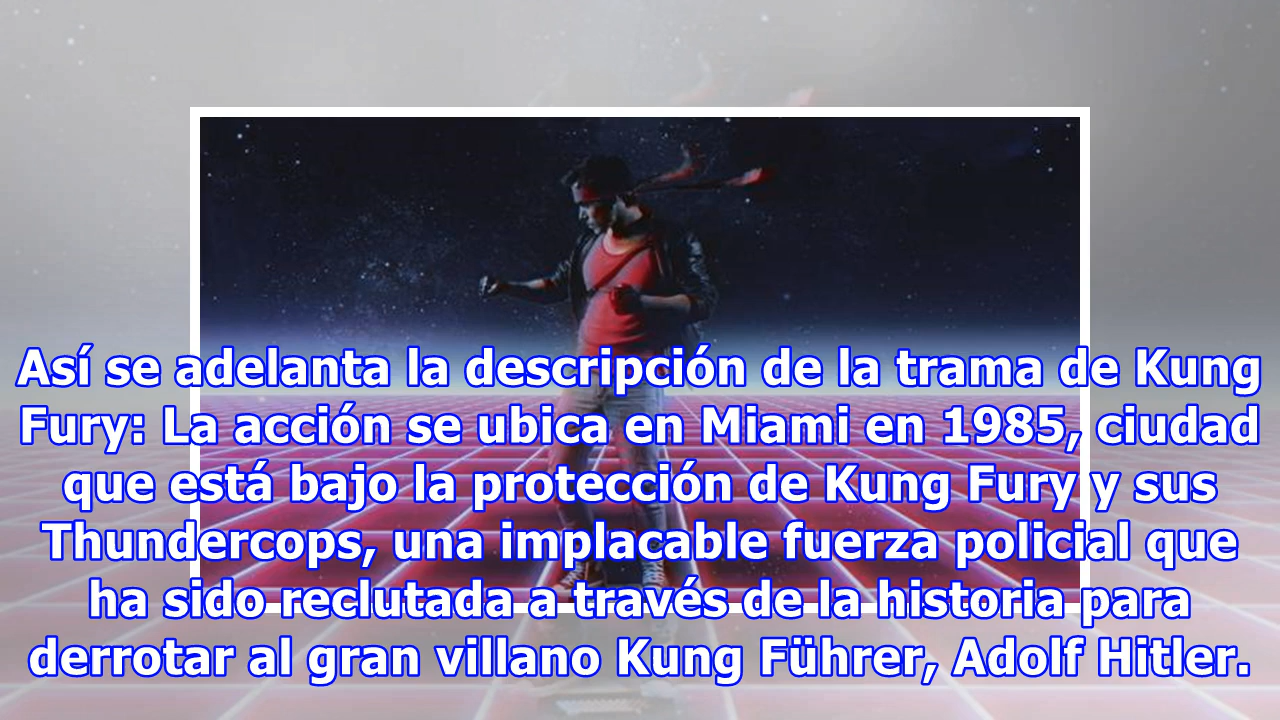 Así se adelanta la descripción de la trama de Kung
Fury: La acción se ubica en Miami en 1985, ciudad
que está bajo la protección de Kung Fury y sus
Thundercops, una implacable fuerza policial que
ha sido reclutada a través de la historia para
derrotar al gran villano Kung Führer, Adolf Hitler.